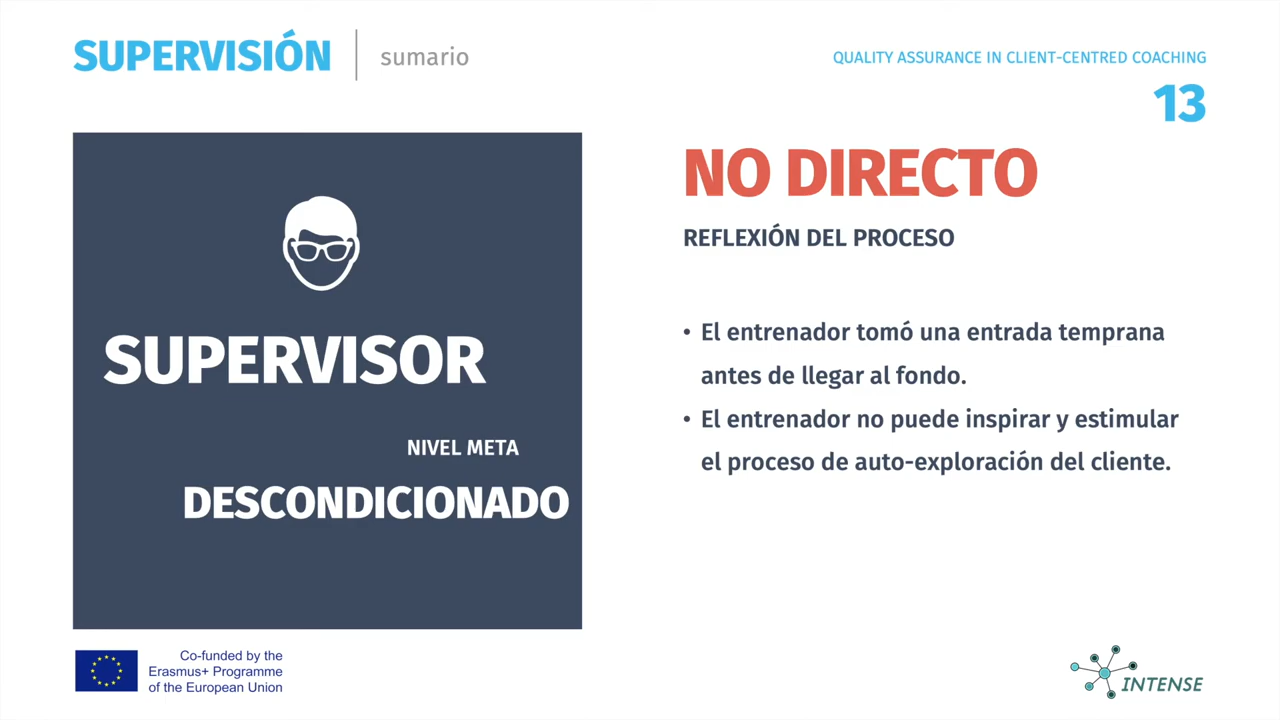 SUPERVISIÓN
sumario
QUALITY ASSURANCE IN CLIENT-CENTRED COACHING
13
SUPERVISOR
NIVEL META
DESCONDICIONADO
NO DIRECTO
REFLEXIÓN DEL PROCESO
• El entrenador tomó una entrada temprana
antes de llegar al fondo.
• El entrenador no puede inspirar y estimular
el proceso de auto-exploración del cliente.
Co-funded by the
Erasmus+ Programme
of the European Union
INTENSE